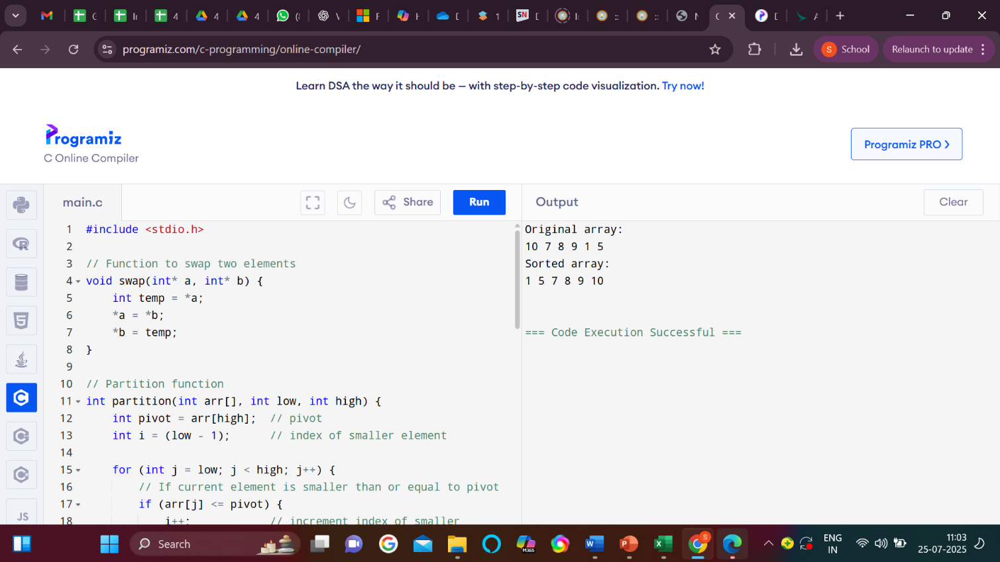 programiz.com/c-programming/online-compiler/
School
Relaunch to update
Learn DSA the way it should be — with step-by-step code visualization. Try now!
Programiz
C Online Compiler
Programiz PRO
main.c
Share
Run
Output
Clear
1 #include <stdio.h>
2
3 // Function to swap two elements
4 void swap(int* a, int* b) {
5 int temp = *a;
6 *a = *b;
7 *b = temp;
8 }
9
10 // Partition function
11 int partition(int arr[], int low, int high) {
12 int pivot = arr[high]; // pivot
13 int i = (low - 1); // index of smaller element
14
15 for (int j = low; j < high; j++) {
16 // If current element is smaller than or equal to pivot
17 if (arr[j] <= pivot) {
18 i++; // increment index of smaller
Original array:
10 7 8 9 1 5
Sorted array:
1 5 7 8 9 10
=== Code Execution Successful ===
JS
Search
ENG
IN
11:03
25-07-2025